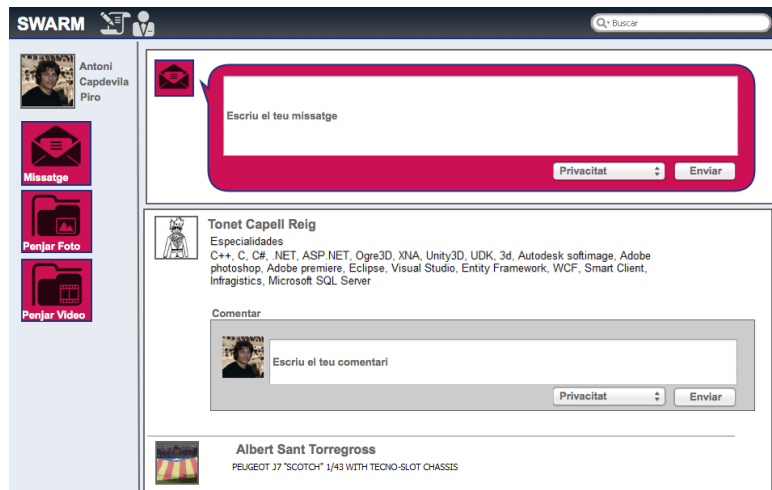 SWARM
Buscar
Antoni
Capdevila
Piro
Missatge
Penjar Foto
Penjar Video
Escriu el teu missatge
Privacitat
Enviar
Tonet Capell Reig
Especialidades
C++, C, C#, .NET, ASP.NET, Ogre3D, XNA, Unity3D, UDK, 3d, Autodesk softimage, Adobe
photoshop, Adobe premiere, Eclipse, Visual Studio, Entity Framework, WCF, Smart Client,
Infragistics, Microsoft SQL Server
Comentar
Escriu el teu comentari
Privacitat
Enviar
Albert Sant Torregross
PEUGEOT J7 "SCOTCH" 1/43 WITH TECNO-SLOT CHASSIS